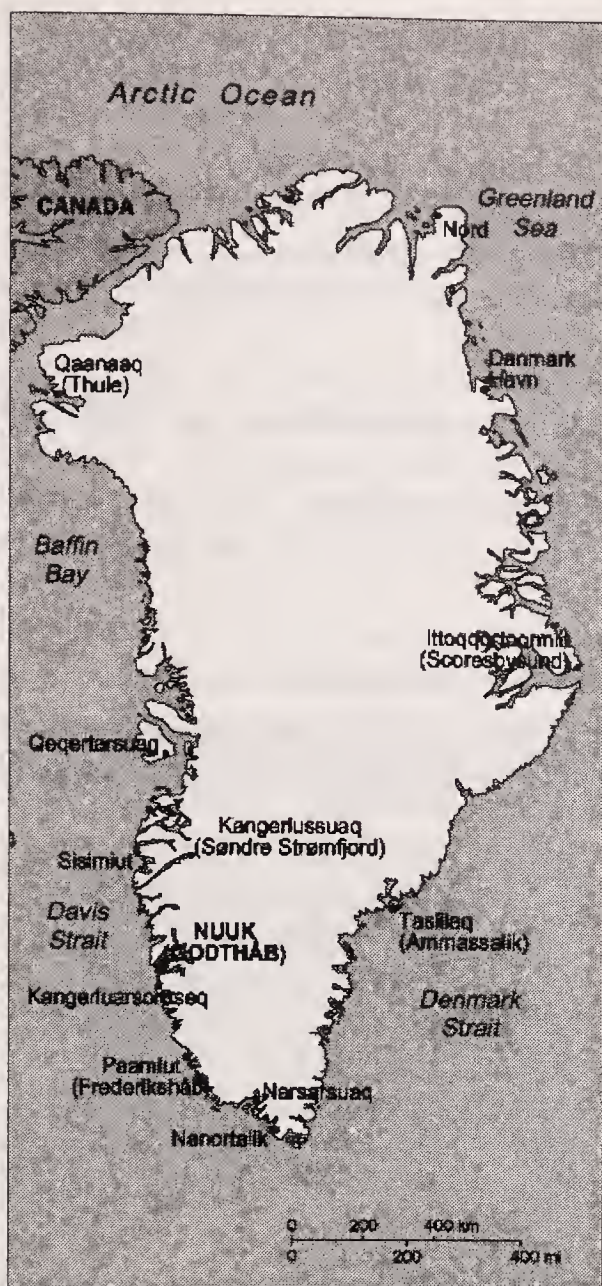 Arctic Ocean
CANADA
Greenland
Sea
Nord
Qaanaaq
(Thule)
Danmark
Havn
Baffin
Bay
Ittoqqortoormiit
(Scoresbysund)
Qeqertarsuaq
Kangerlussuaq
(Søndre Strømfjord)
Sisimiut
Davis
Strait
NUUK
(GODTHÅB)
Tasiilaq
(Ammassalik)
Kangerluarsoruseq
Denmark
Strait
Paamiut
(Frederikshåb)
Narsarsuaq
Nanortalik
0 200 400 km
0 200 400 mi